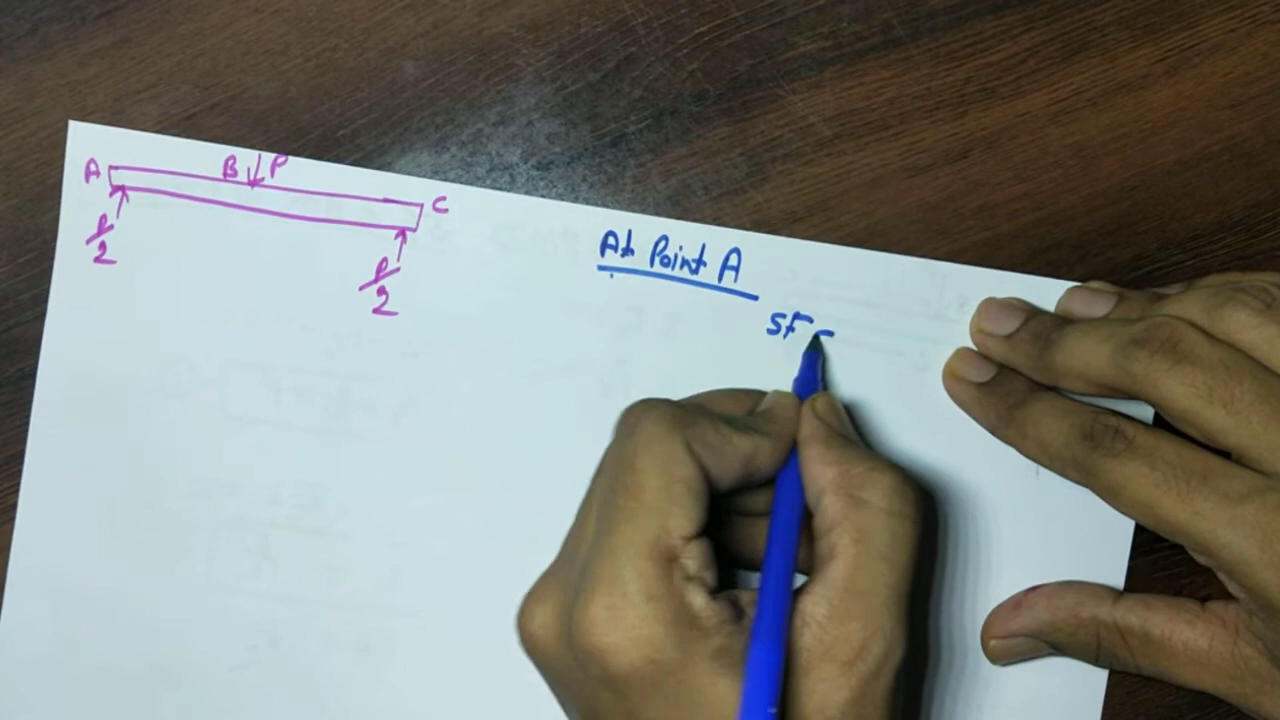 A B ↓ P C
P/2
P/2
At Point A
SF